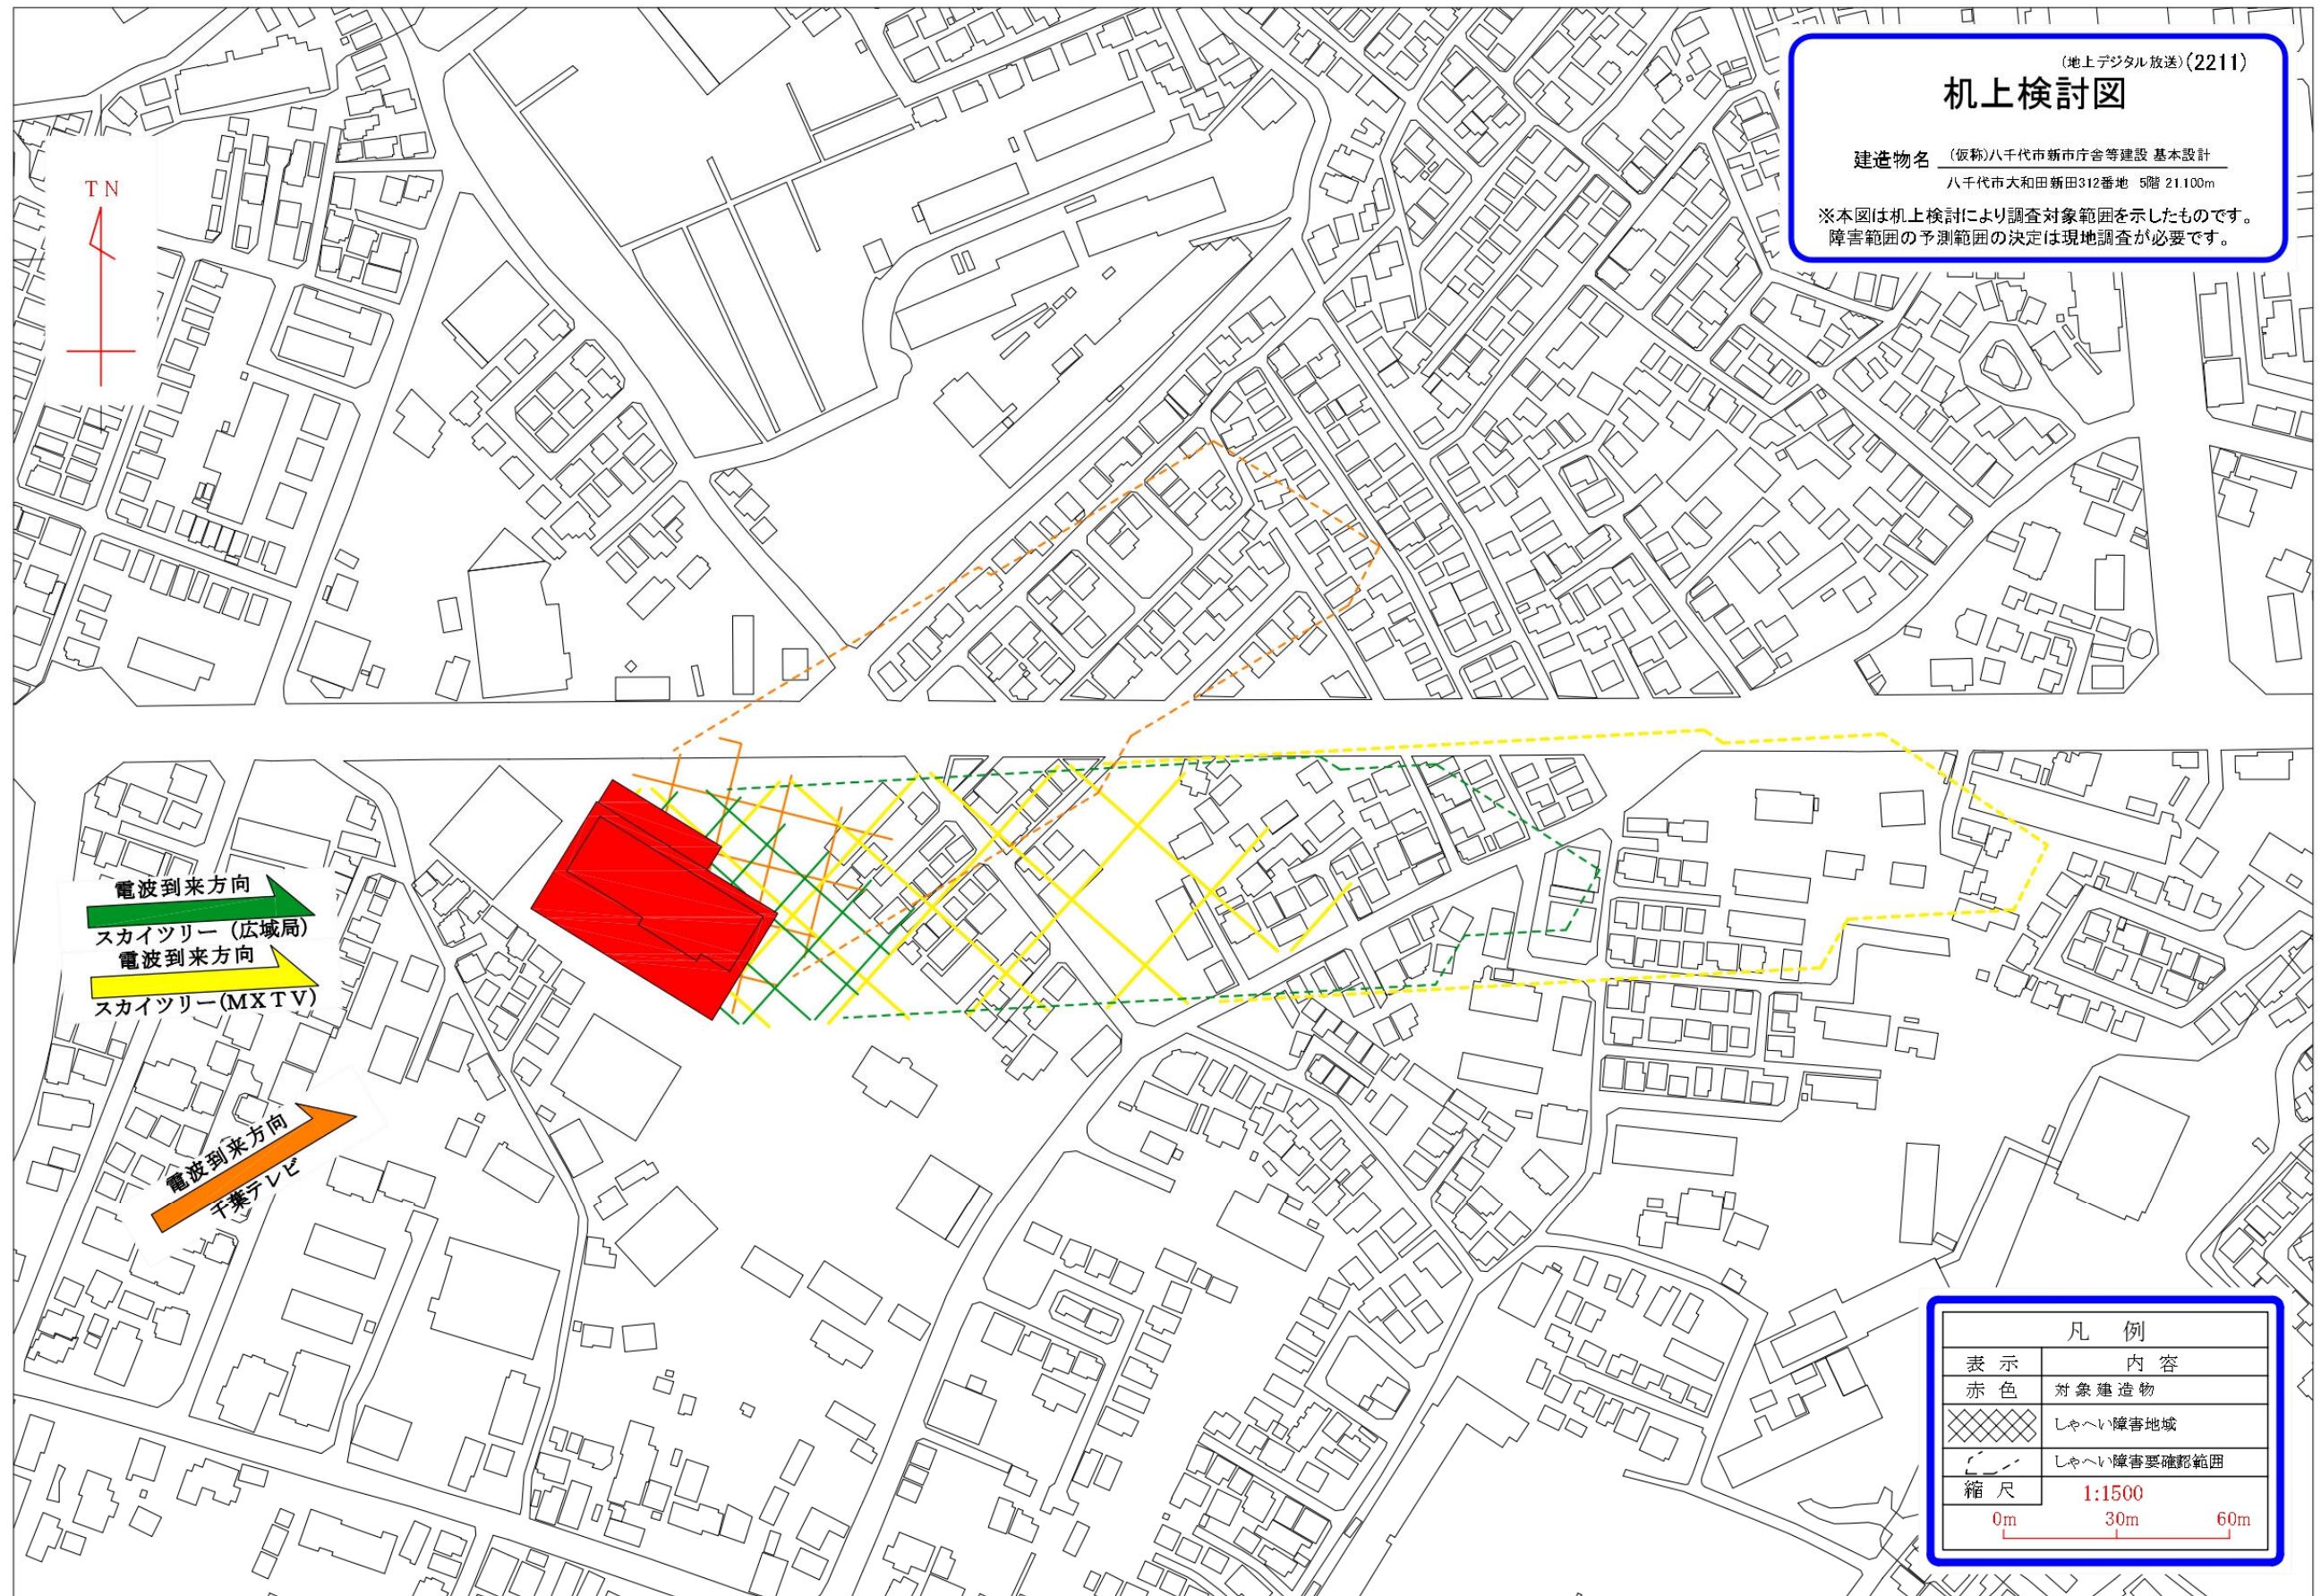 (地上デジタル放送)(2211)
机上検討図
建造物名 (仮称)八千代市新市庁舎等建設 基本設計
八千代市大和田新田312番地 5階 21.100m
※本図は机上検討により調査対象範囲を示したものです。
障害範囲の予測範囲の決定は現地調査が必要です。
TN
電波到来方向
スカイツリー(広域局)
電波到来方向
スカイツリー(MXTV)
電波到来方向
千葉テレビ
凡 例
表示 内容
赤色 対象建造物
しゃへい障害地域
しゃへい障害要確認範囲
縮尺 1:1500
0m 30m 60m